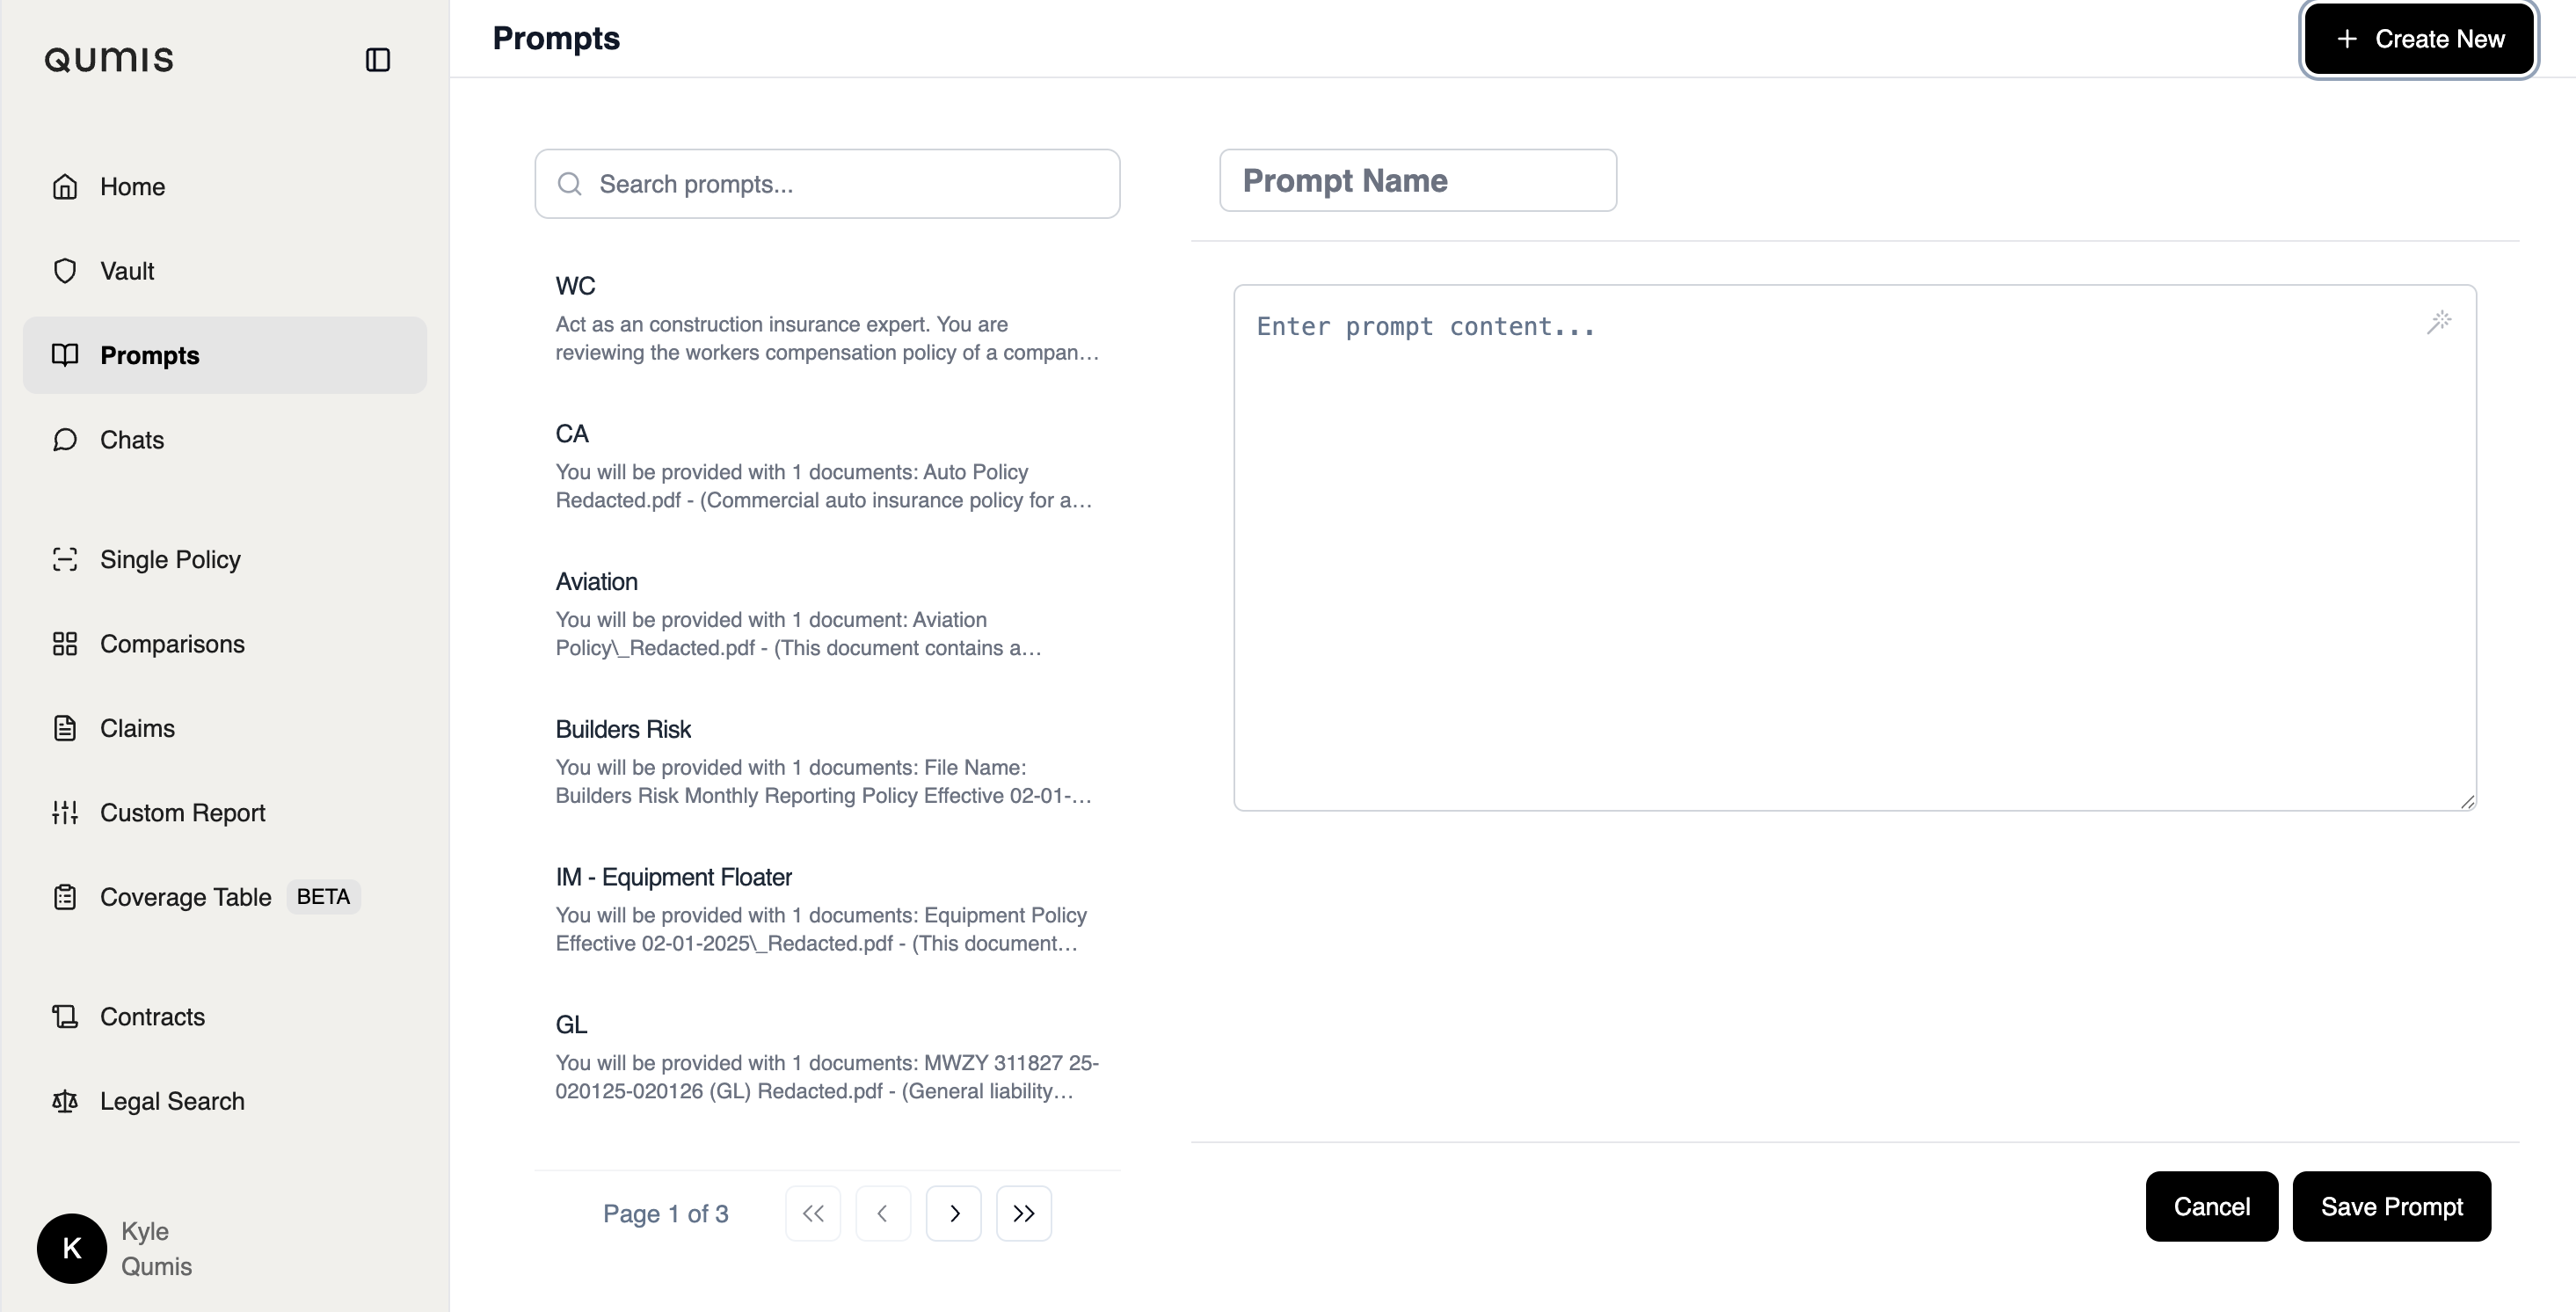 QUMIS
Home
Vault
Prompts
Chats
Single Policy
Comparisons
Claims
Custom Report
Coverage Table BETA
Contracts
Legal Search
K
Kyle
Qumis
Prompts
+ Create New
Search prompts...
WC
Act as an construction insurance expert. You are
reviewing the workers compensation policy of a compan…
CA
You will be provided with 1 documents: Auto Policy
Redacted.pdf - (Commercial auto insurance policy for a…
Aviation
You will be provided with 1 document: Aviation
Policy\_Redacted.pdf - (This document contains a…
Builders Risk
You will be provided with 1 documents: File Name:
Builders Risk Monthly Reporting Policy Effective 02-01-…
IM - Equipment Floater
You will be provided with 1 documents: Equipment Policy
Effective 02-01-2025\_Redacted.pdf - (This document…
GL
You will be provided with 1 documents: MWZY 311827 25-
020125-020126 (GL) Redacted.pdf - (General liability…
Page 1 of 3
Prompt Name
Enter prompt content...
Cancel
Save Prompt